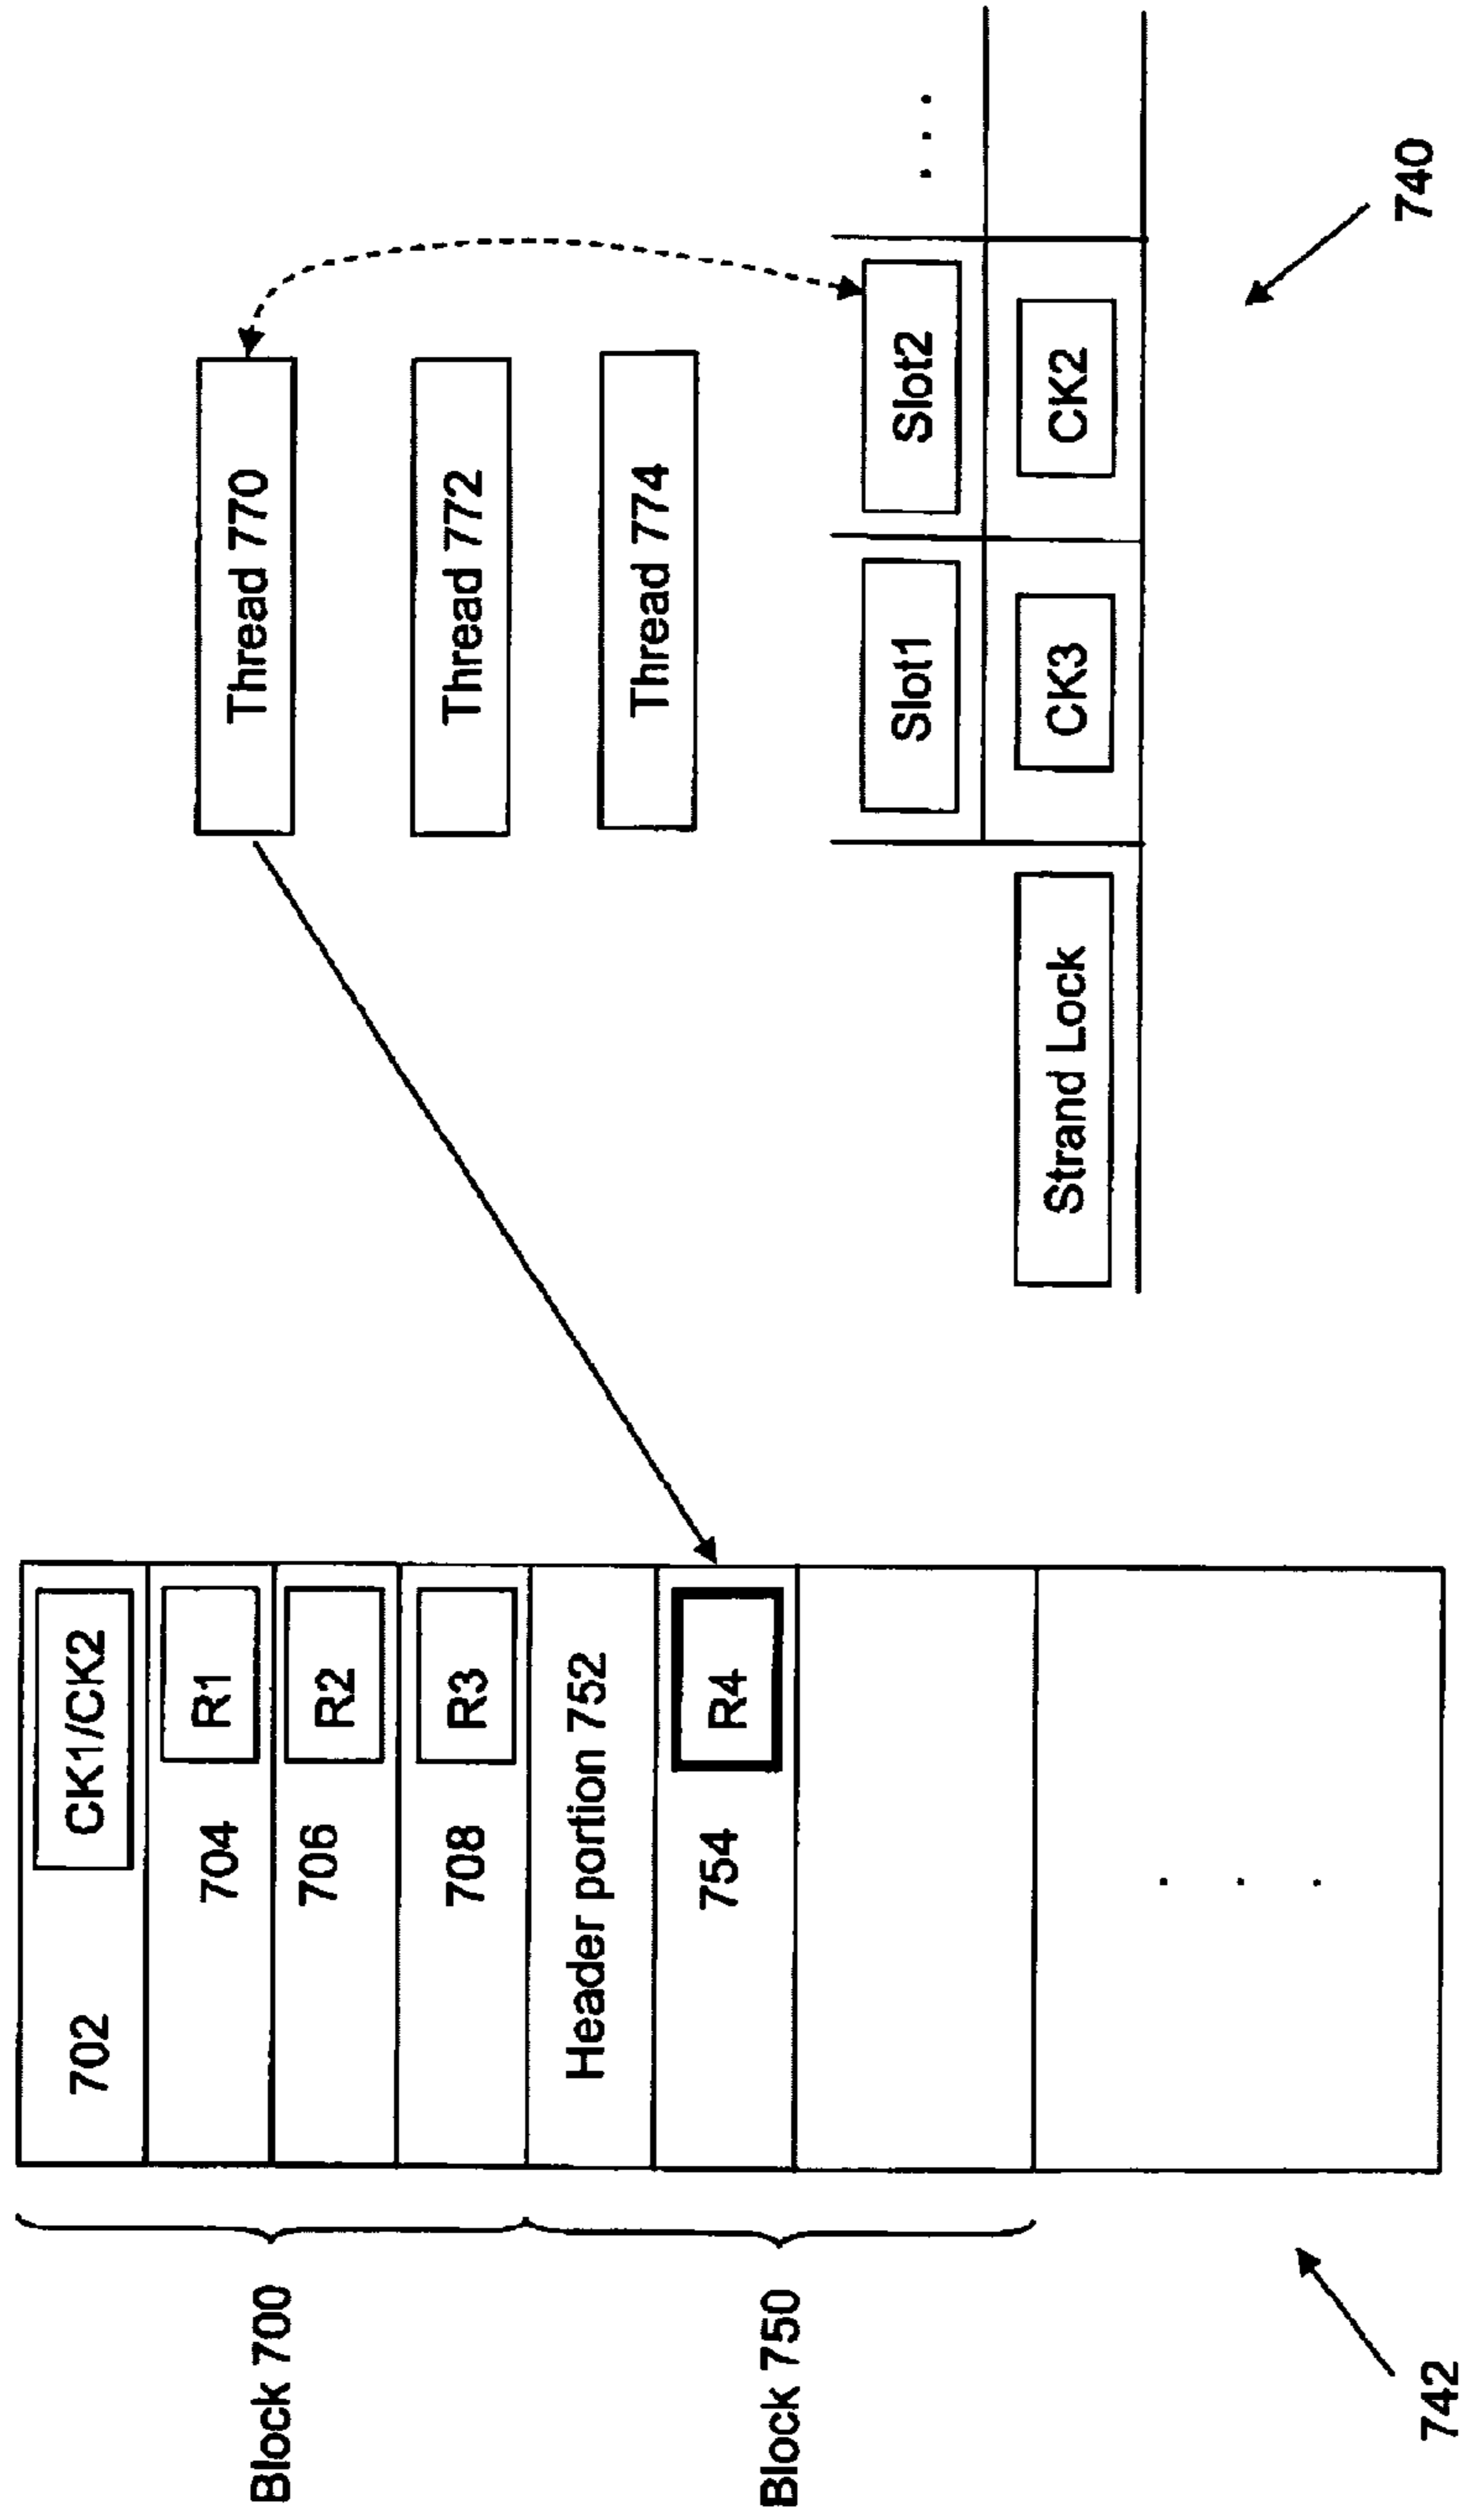 Block 700
702
CK1/CK2
704
R1
706
R2
708
R3
Block 750
Header portion 752
754
R4
. . .
742
Thread 770
Thread 772
Thread 774
Slot1
Slot2
. . .
Strand Lock
CK3
CK2
740